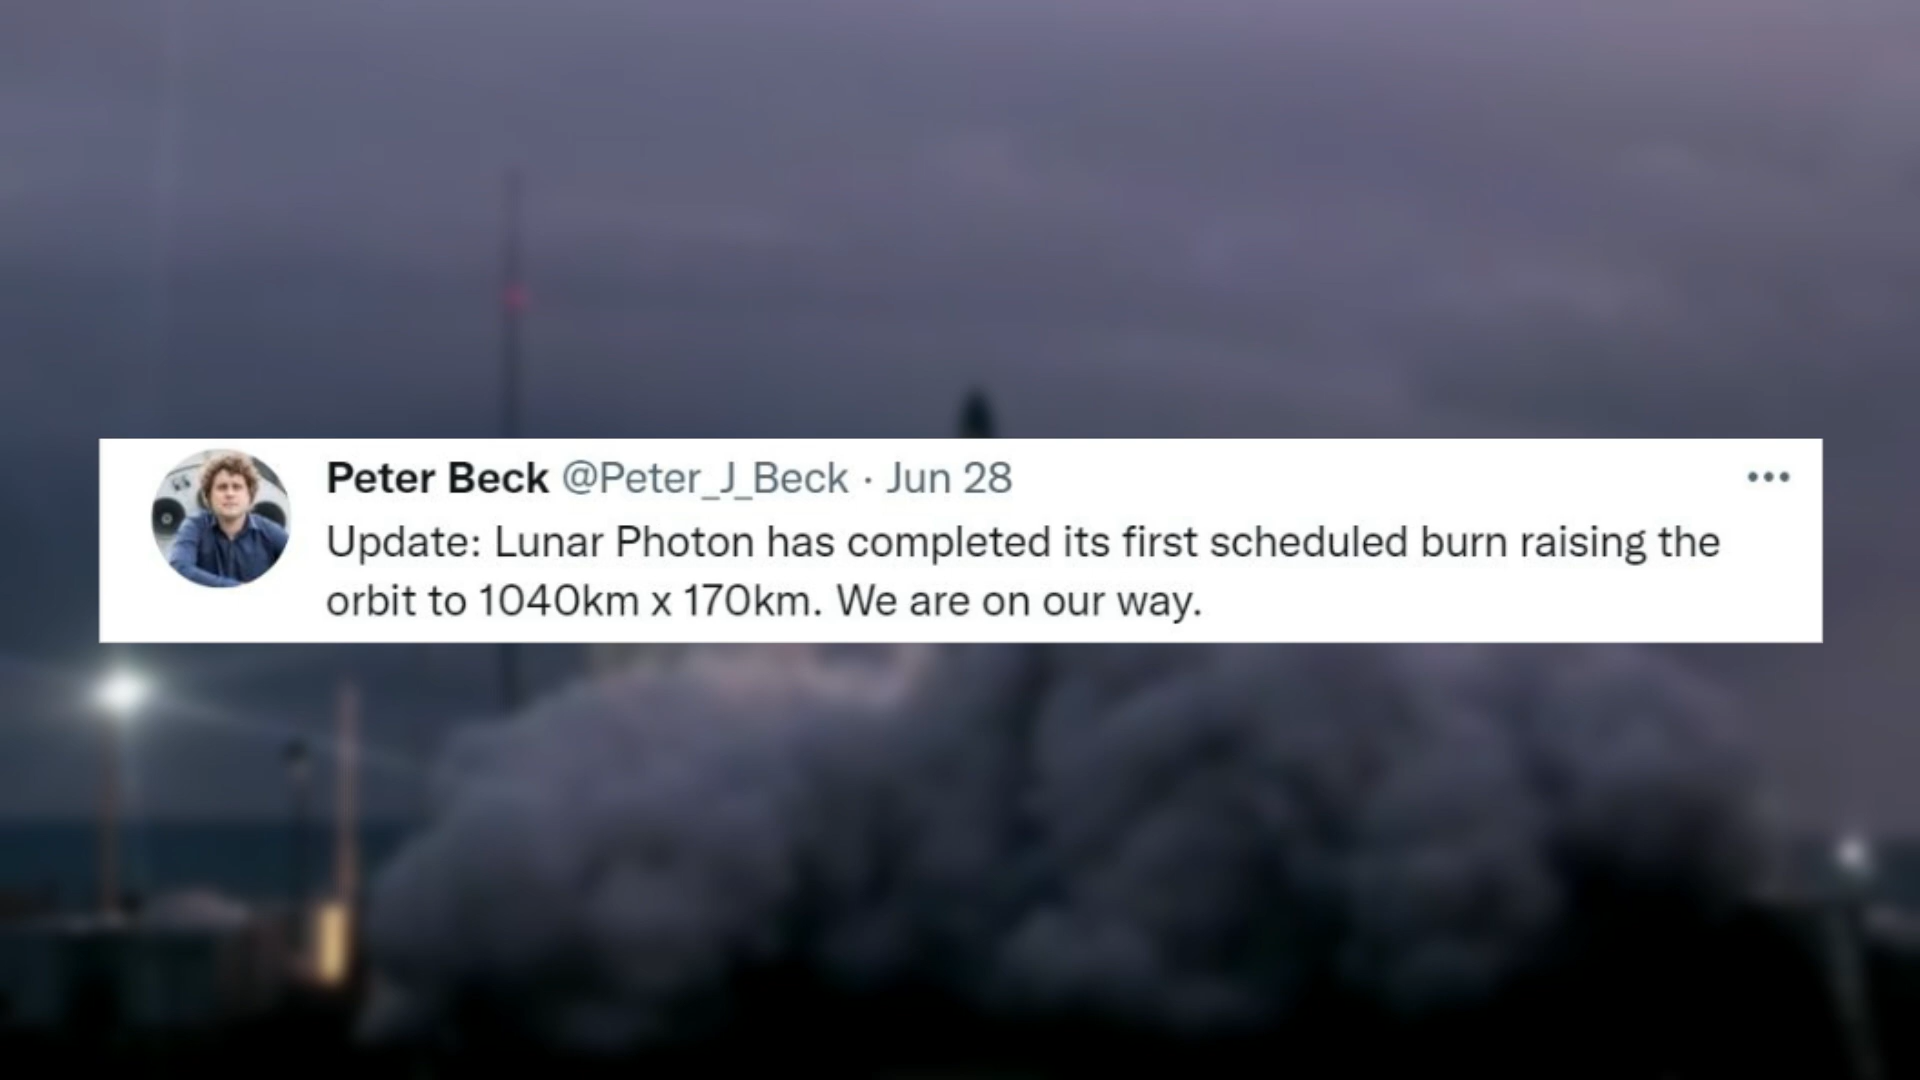 Peter Beck @Peter_J_Beck · Jun 28
Update: Lunar Photon has completed its first scheduled burn raising the
orbit to 1040km x 170km. We are on our way.